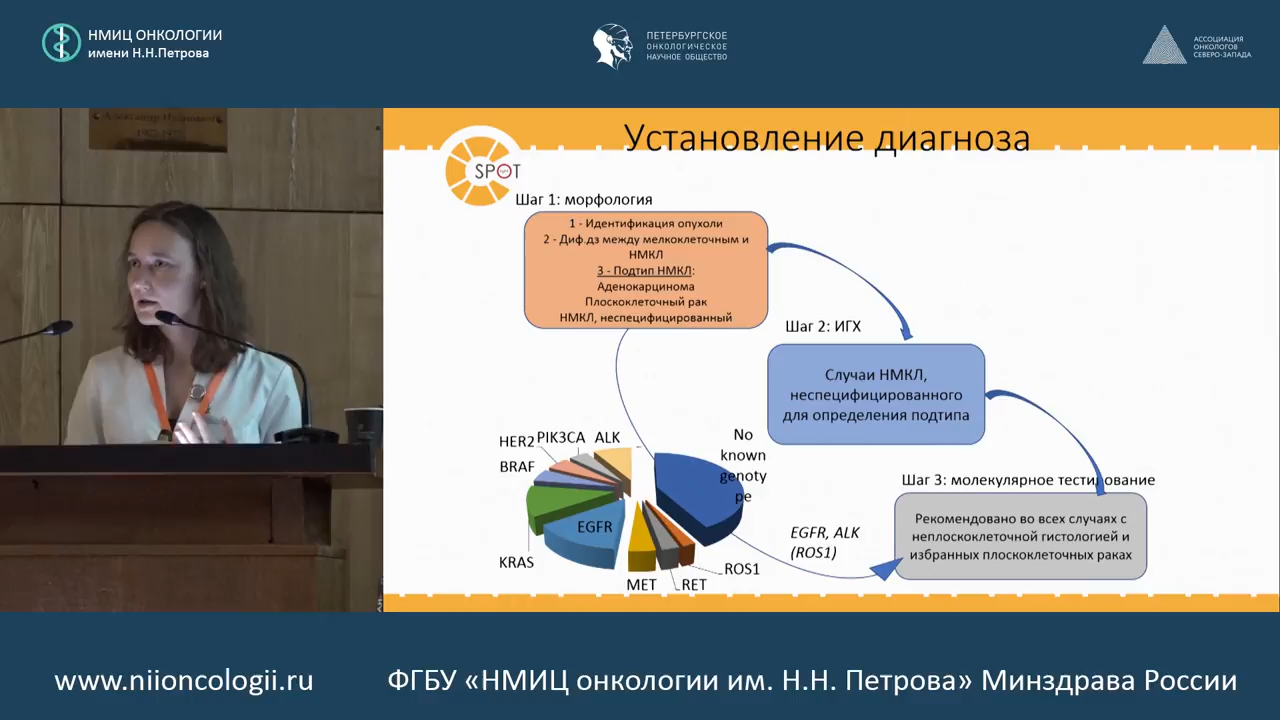 НМИЦ ОНКОЛОГИИ
имени Н.Н.Петрова
ПЕТЕРБУРГСКОЕ
ОНКОЛОГИЧЕСКОЕ
НАУЧНОЕ ОБЩЕСТВО
АССОЦИАЦИЯ
ОНКОЛОГОВ
СЕВЕРО-ЗАПАДА
Установление диагноза
SPOT
Шаг 1: морфология
1 - Идентификация опухоли
2 - Диф.дз между мелкоклеточным и
НМКЛ
3 - Подтип НМКЛ:
Аденокарцинома
Плоскоклеточный рак
НМКЛ, неспецифицированный
Шаг 2: ИГХ
Случаи НМКЛ,
неспецифицированного
для определения подтипа
Шаг 3: молекулярное тестирование
Рекомендовано во всех случаях с
неплоскоклеточной гистологией и
избранных плоскоклеточных раках
EGFR, ALK
(ROS1)
HER2
PIK3CA
ALK
No
known
genoty
pe
BRAF
EGFR
KRAS
MET
RET
ROS1
www.niioncologii.ru
ФГБУ «НМИЦ онкологии им. Н.Н. Петрова» Минздрава России